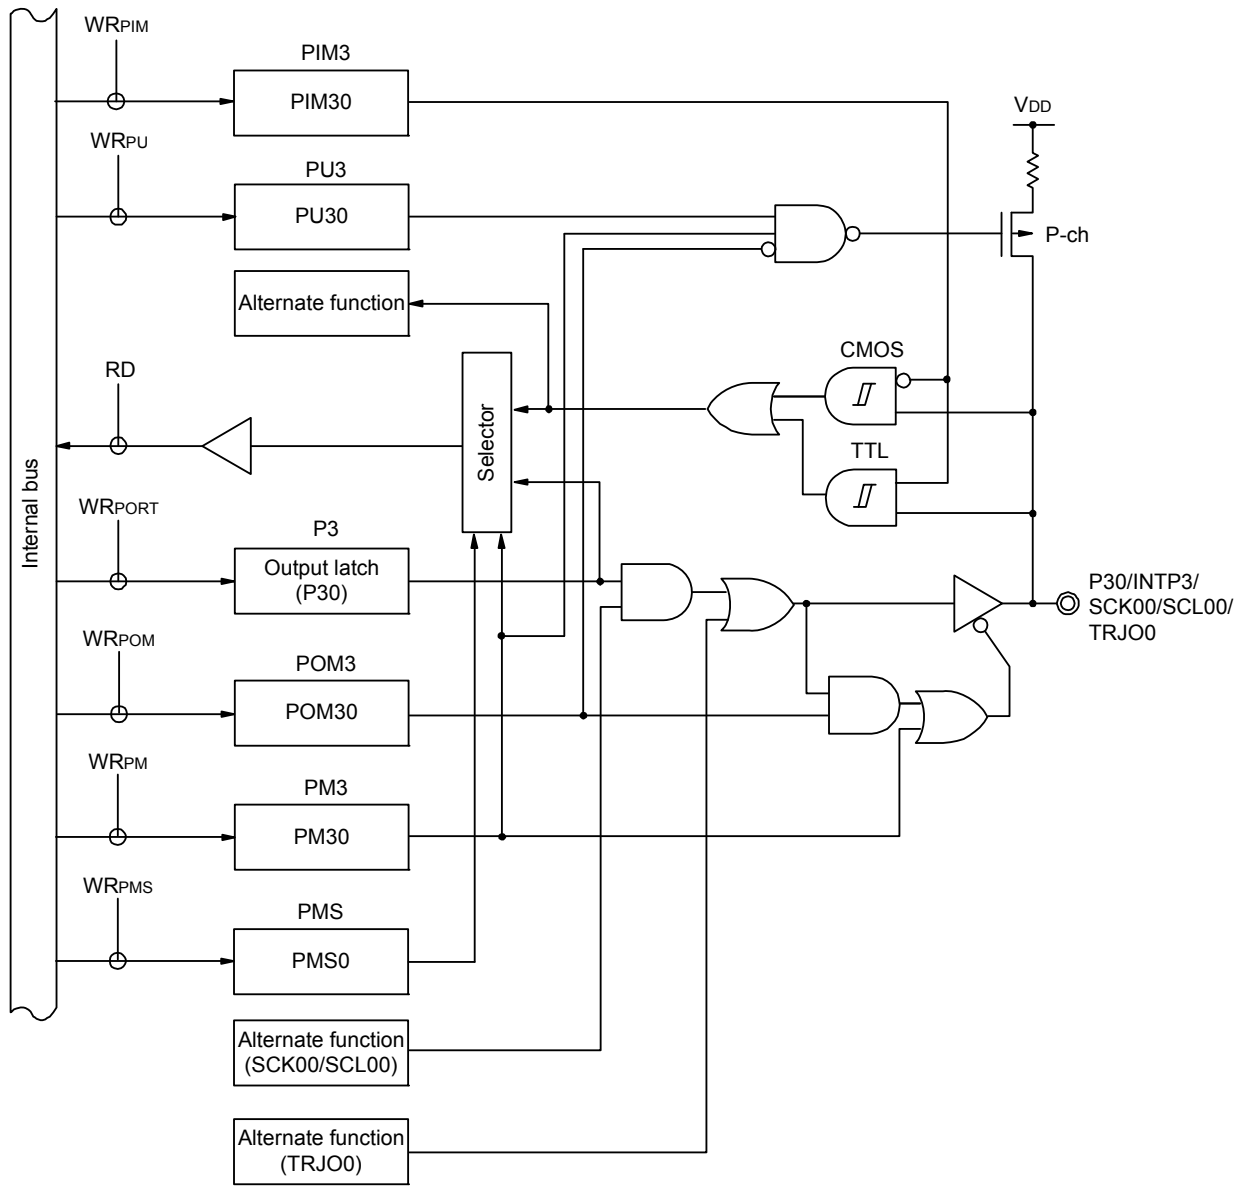 WRPIM
PIM3
PIM30
VDD
WRPU
PU3
PU30
P-ch
Alternate function
CMOS
RD
Selector
TTL
Internal bus
WRPORT
P3
Output latch
(P30)
P30/INTP3/
SCK00/SCL00/
TRJO0
WRPOM
POM3
POM30
WRPM
PM3
PM30
WRPMS
PMS
PMS0
Alternate function
(SCK00/SCL00)
Alternate function
(TRJO0)